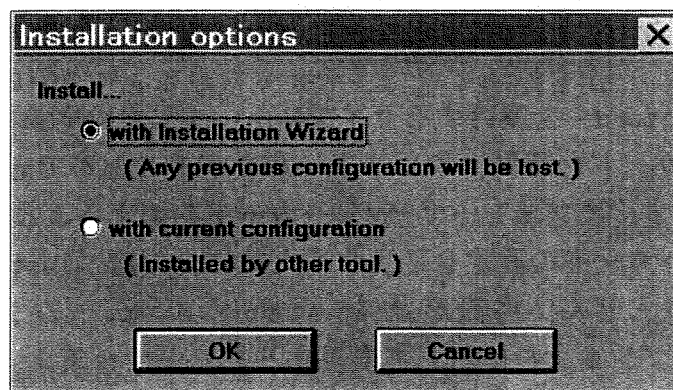 Installation options
Install...
with Installation Wizard
( Any previous configuration will be lost. )
with current configuration
( Installed by other tool. )
OK
Cancel